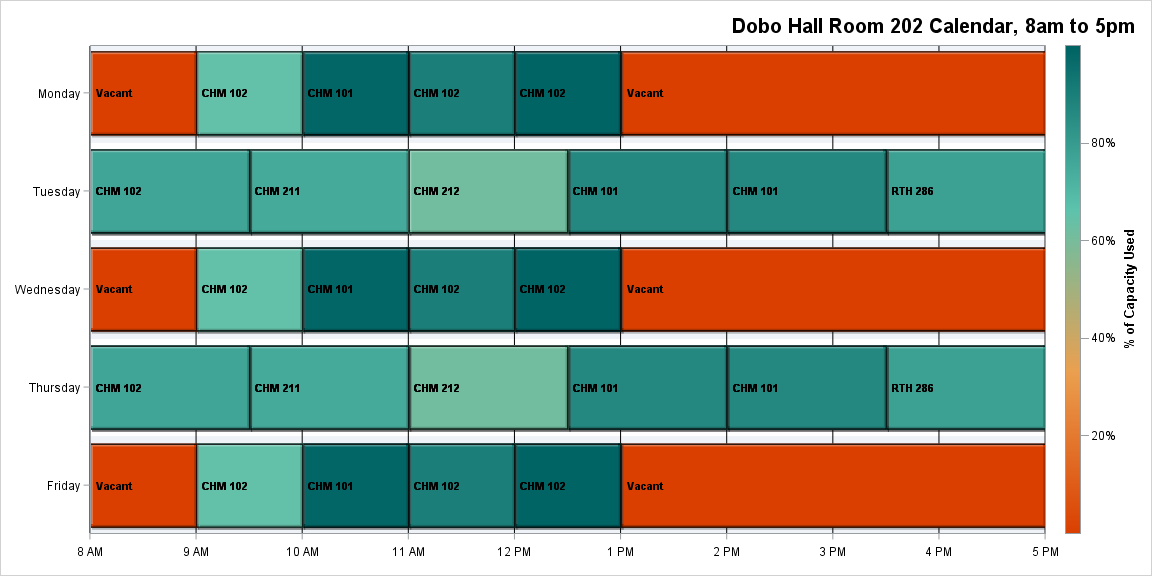 Dobo Hall Room 202 Calendar, 8am to 5pm
Monday
Vacant
CHM 102
CHM 101
CHM 102
CHM 102
Vacant
Tuesday
CHM 102
CHM 211
CHM 212
CHM 101
CHM 101
RTH 286
Wednesday
Vacant
CHM 102
CHM 101
CHM 102
CHM 102
Vacant
Thursday
CHM 102
CHM 211
CHM 212
CHM 101
CHM 101
RTH 286
Friday
Vacant
CHM 102
CHM 101
CHM 102
CHM 102
Vacant
8 AM
9 AM
10 AM
11 AM
12 PM
1 PM
2 PM
3 PM
4 PM
5 PM
80%
60%
40%
20%
% of Capacity Used